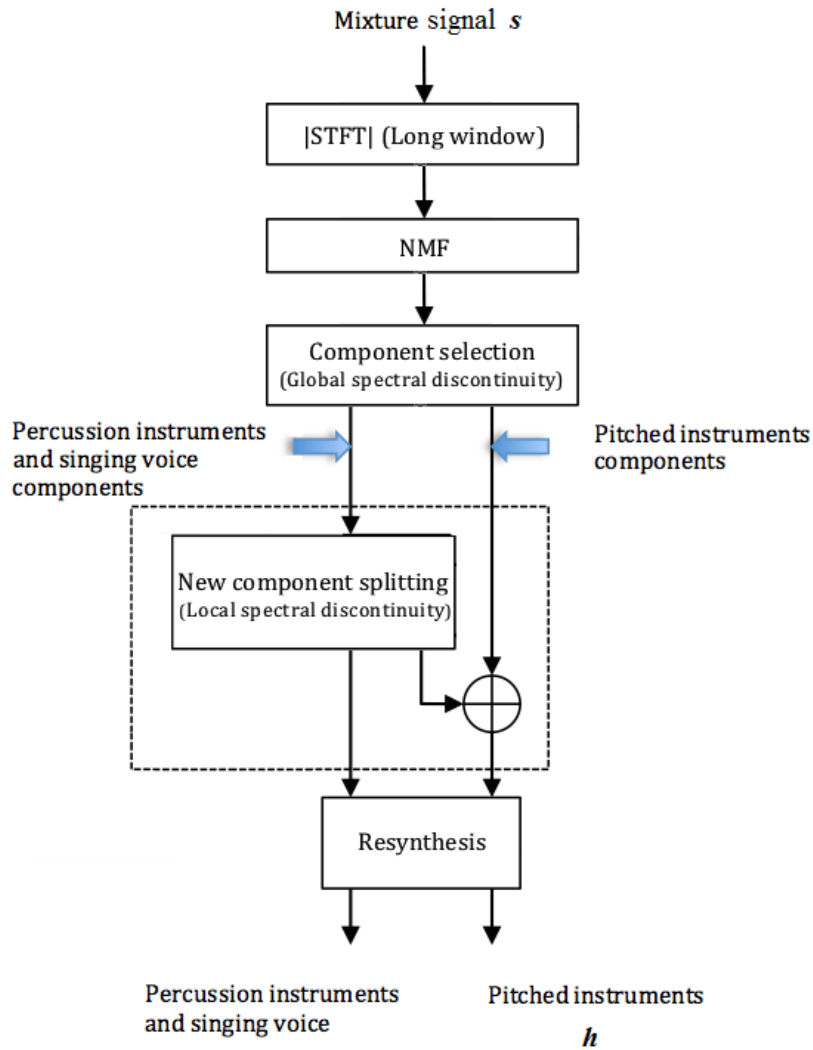 Mixture signal s
|STFT| (Long window)
NMF
Component selection
(Global spectral discontinuity)
Percussion instruments
and singing voice
components
Pitched instruments
components
New component splitting
(Local spectral discontinuity)
Resynthesis
Percussion instruments
and singing voice
Pitched instruments
h